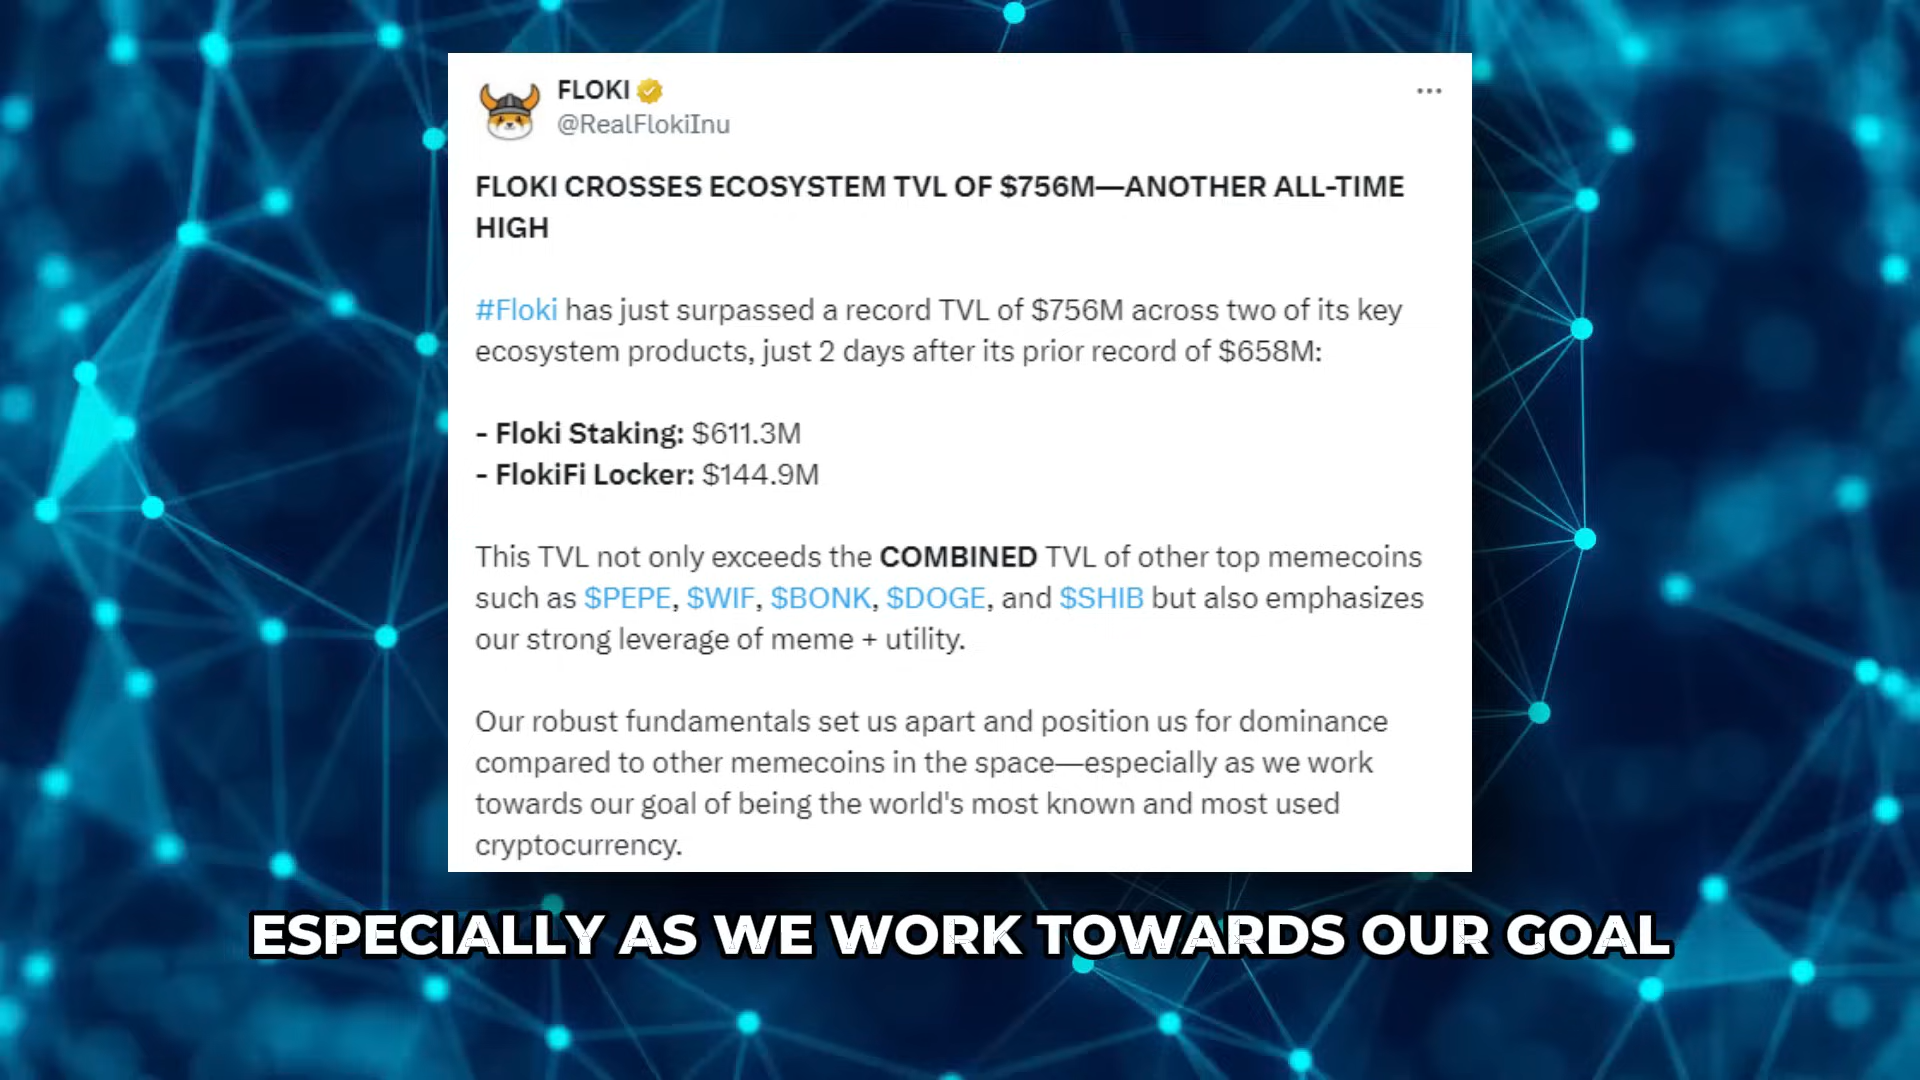 FLOKI
@RealFlokiInu
FLOKI CROSSES ECOSYSTEM TVL OF $756M—ANOTHER ALL-TIME
HIGH
#Floki has just surpassed a record TVL of $756M across two of its key
ecosystem products, just 2 days after its prior record of $658M:
- Floki Staking: $611.3M
- FlokiFi Locker: $144.9M
This TVL not only exceeds the COMBINED TVL of other top memecoins
such as $PEPE, $WIF, $BONK, $DOGE, and $SHIB but also emphasizes
our strong leverage of meme + utility.
Our robust fundamentals set us apart and position us for dominance
compared to other memecoins in the space—especially as we work
towards our goal of being the world's most known and most used
cryptocurrency.
ESPECIALLY AS WE WORK TOWARDS OUR GOAL